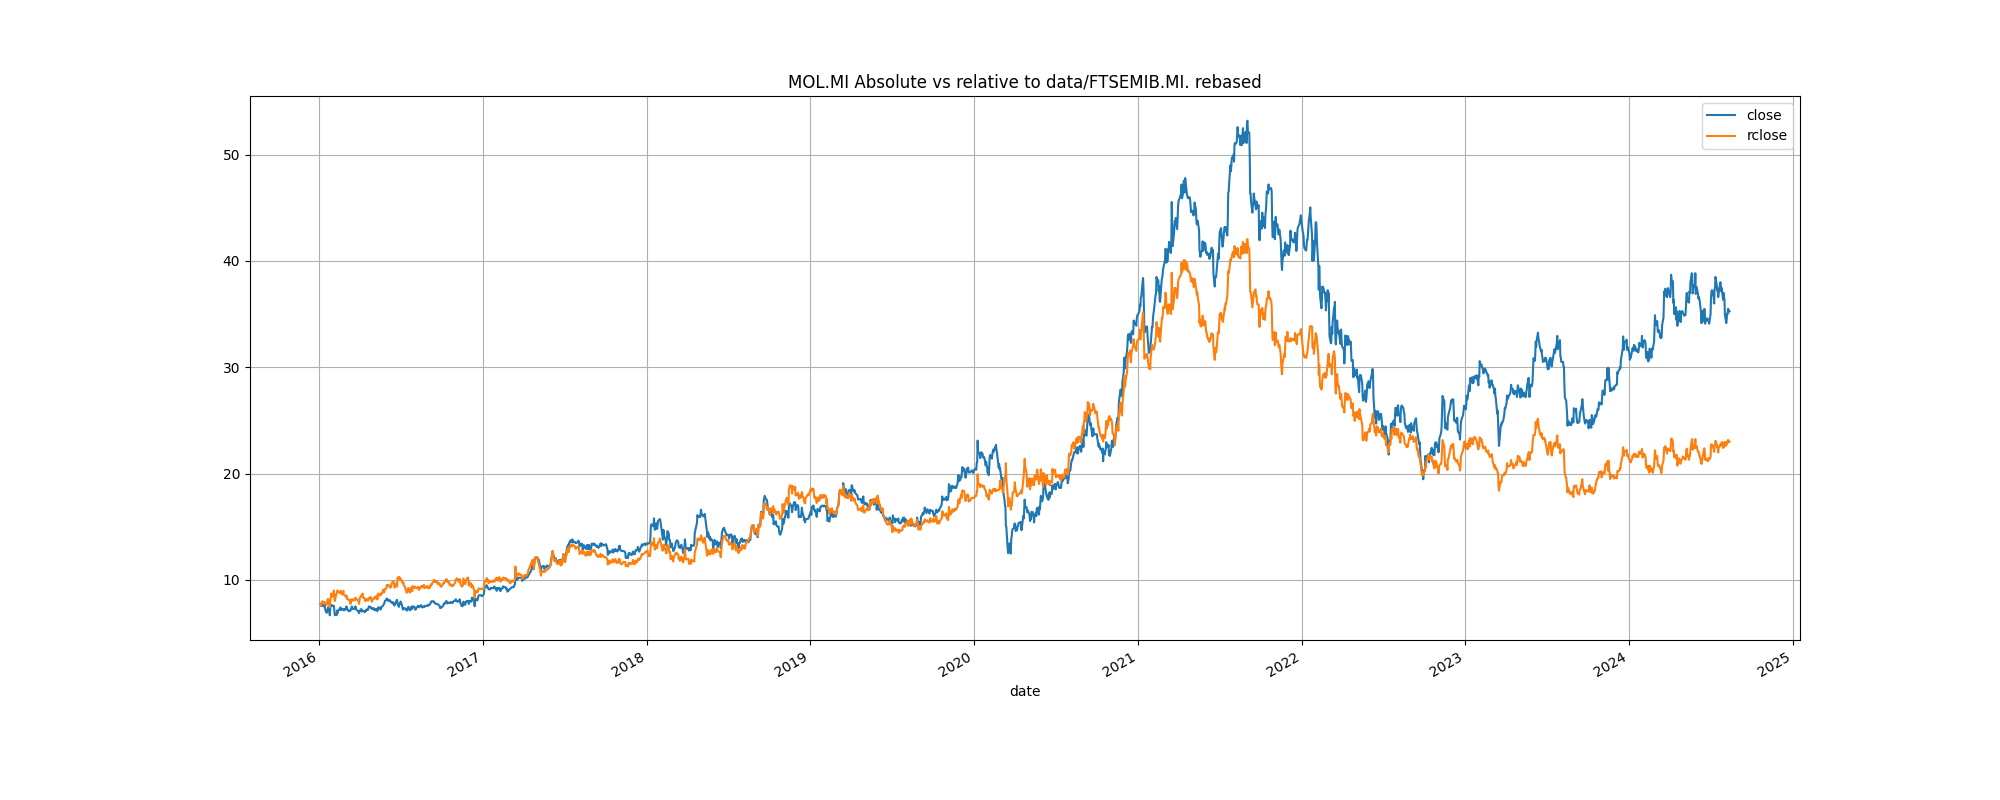 MOL.MI Absolute vs relative to data/FTSEMIB.MI. rebased
close
rclose
50
40
30
20
10
2016 2017 2018 2019 2020 2021 2022 2023 2024 2025
date